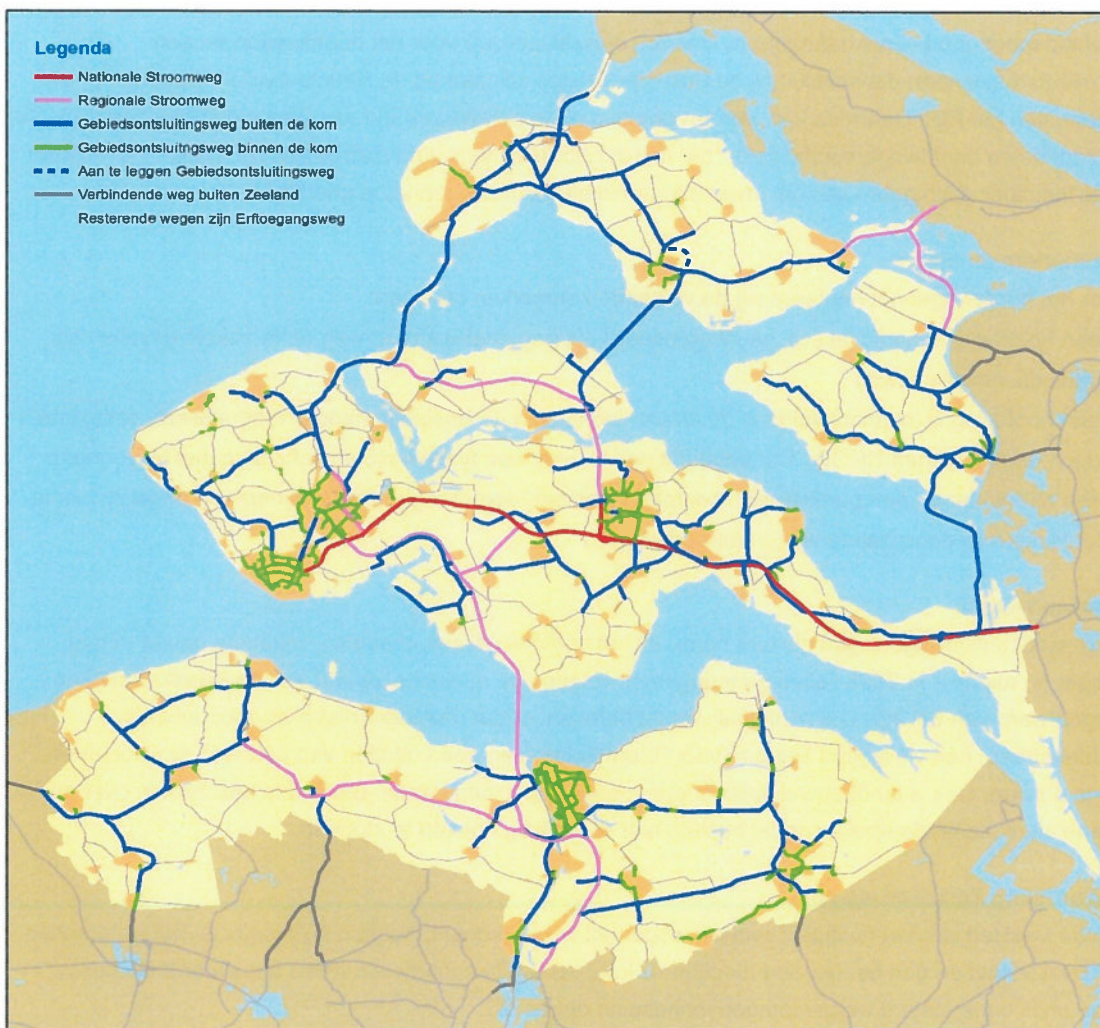 Legenda
Nationale Stroomweg
Regionale Stroomweg
Gebiedsontsluitingsweg buiten de kom
Gebiedsontsluitingsweg binnen de kom
Aan te leggen Gebiedsontsluitingsweg
Verbindende weg buiten Zeeland
Resterende wegen zijn Erftoegangsweg